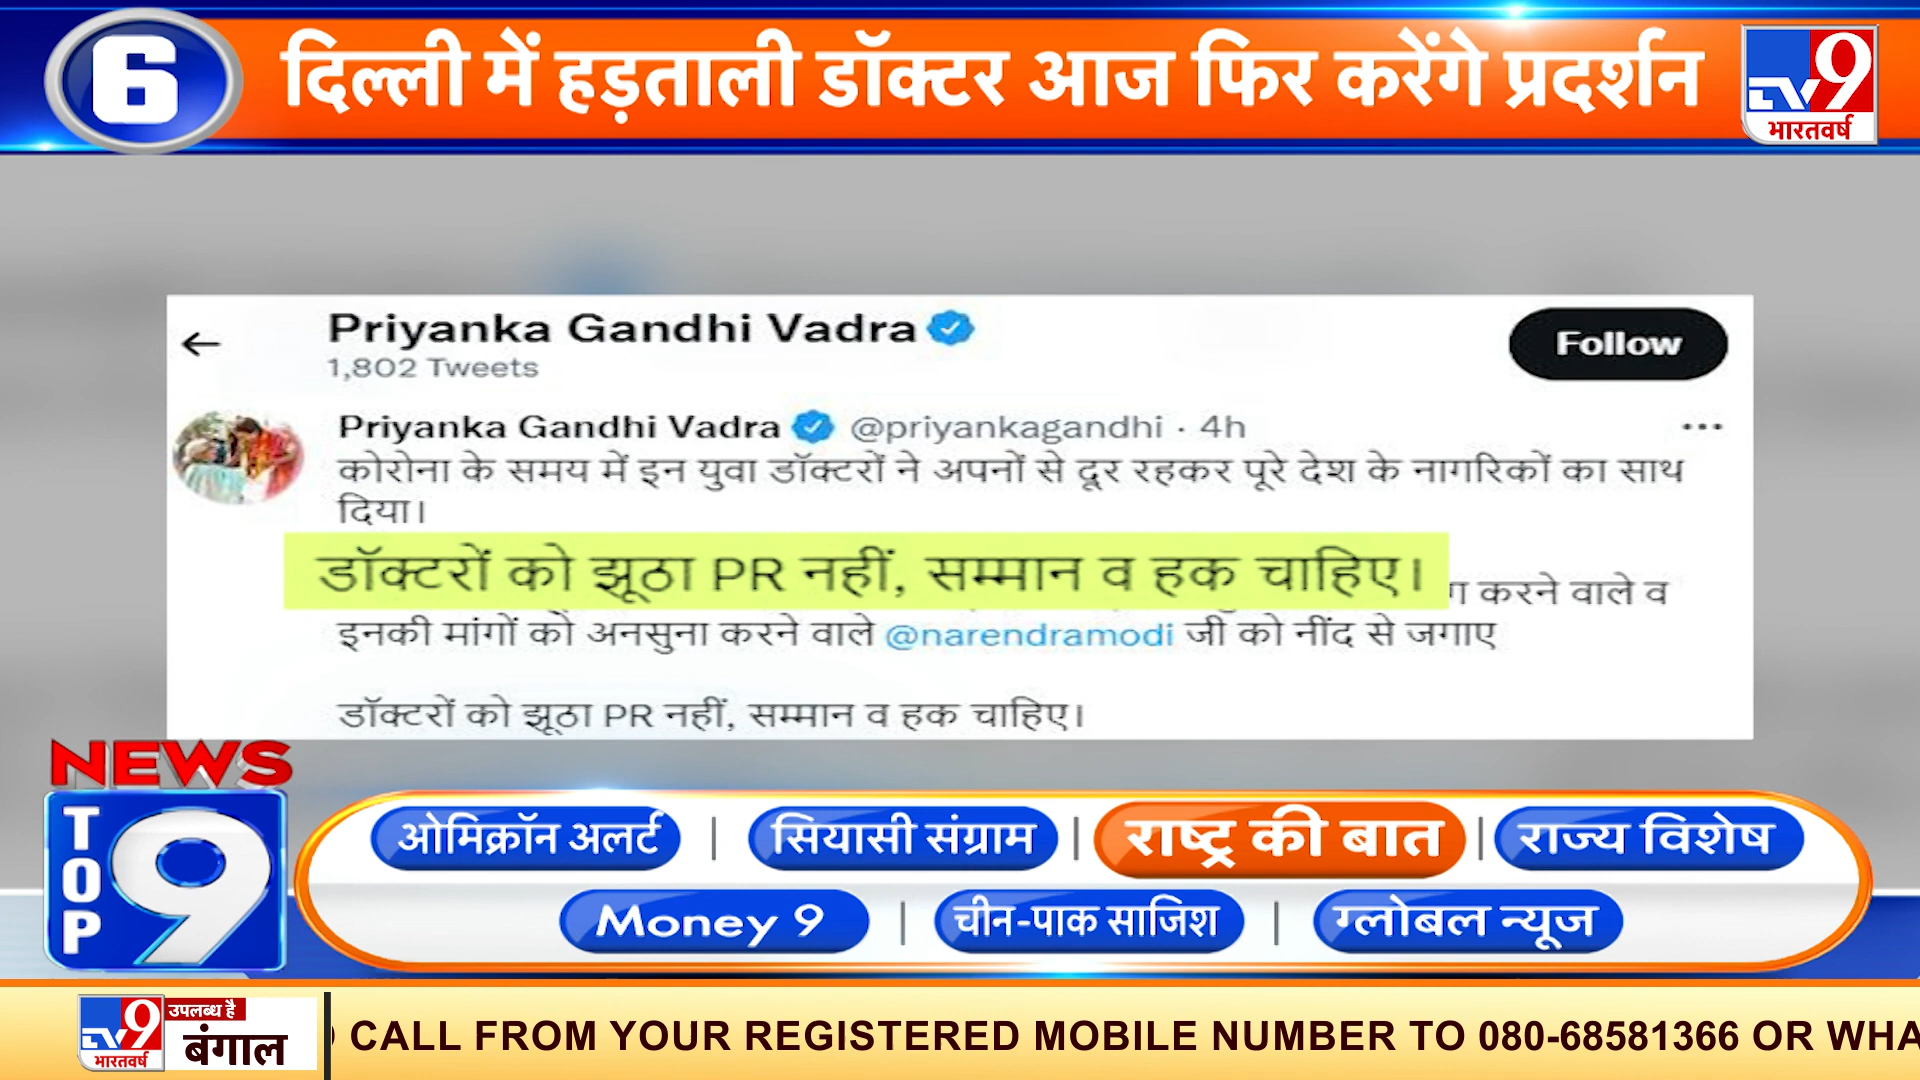 6
दिल्ली में हड़ताली डॉक्टर आज फिर करेंगे प्रदर्शन
TV9
भारतवर्ष
Priyanka Gandhi Vadra
1,802 Tweets
Follow
Priyanka Gandhi Vadra @priyankagandhi · 4h
कोरोना के समय में इन युवा डॉक्टरों ने अपनों से दूर रहकर पूरे देश के नागरिकों का साथ
दिया।
डॉक्टरों को झूठा PR नहीं, सम्मान व हक चाहिए।
करने वाले व
इनकी मांगों को अनसुना करने वाले @narendramodi जी को नींद से जगाए
डॉक्टरों को झूठा PR नहीं, सम्मान व हक चाहिए।
NEWS
TOP 9
ओमिक्रॉन अलर्ट | सियासी संग्राम | राष्ट्र की बात | राज्य विशेष
Money 9 | चीन-पाक साजिश | ग्लोबल न्यूज
TV9
भारतवर्ष
उपलब्ध है
बंगाल
CALL FROM YOUR REGISTERED MOBILE NUMBER TO 080-68581366 OR WHA